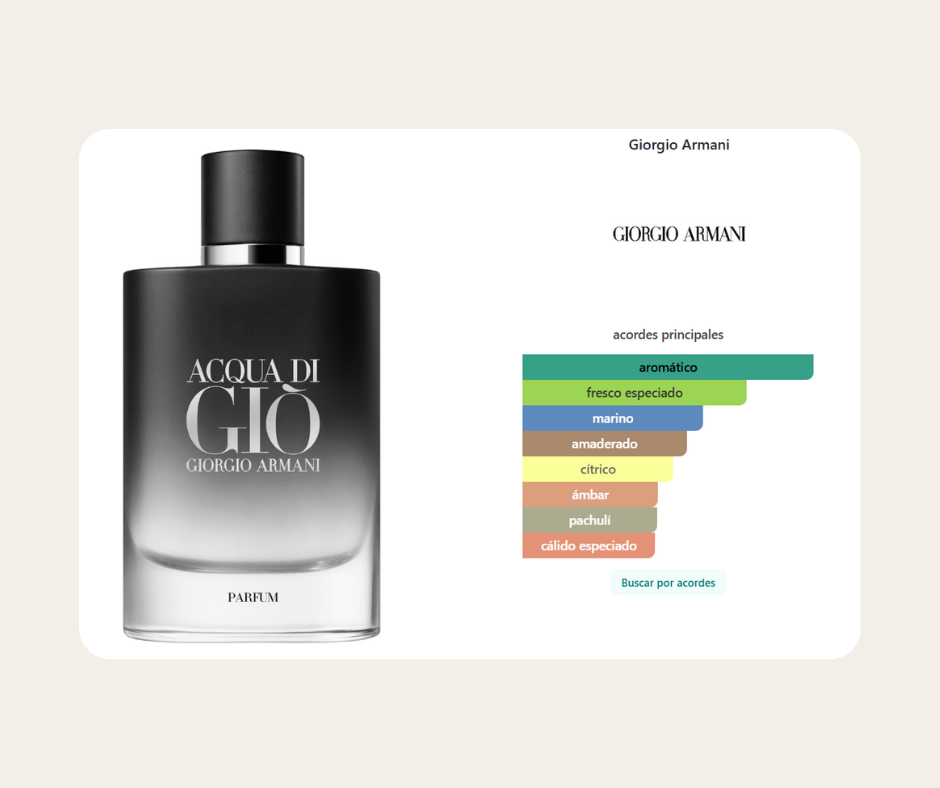 ACQUA DI
GIÒ
GIORGIO ARMANI
PARFUM
Giorgio Armani
GIORGIO ARMANI
acordes principales
aromático
fresco especiado
marino
amaderado
cítrico
ámbar
pachulí
cálido especiado
Buscar por acordes